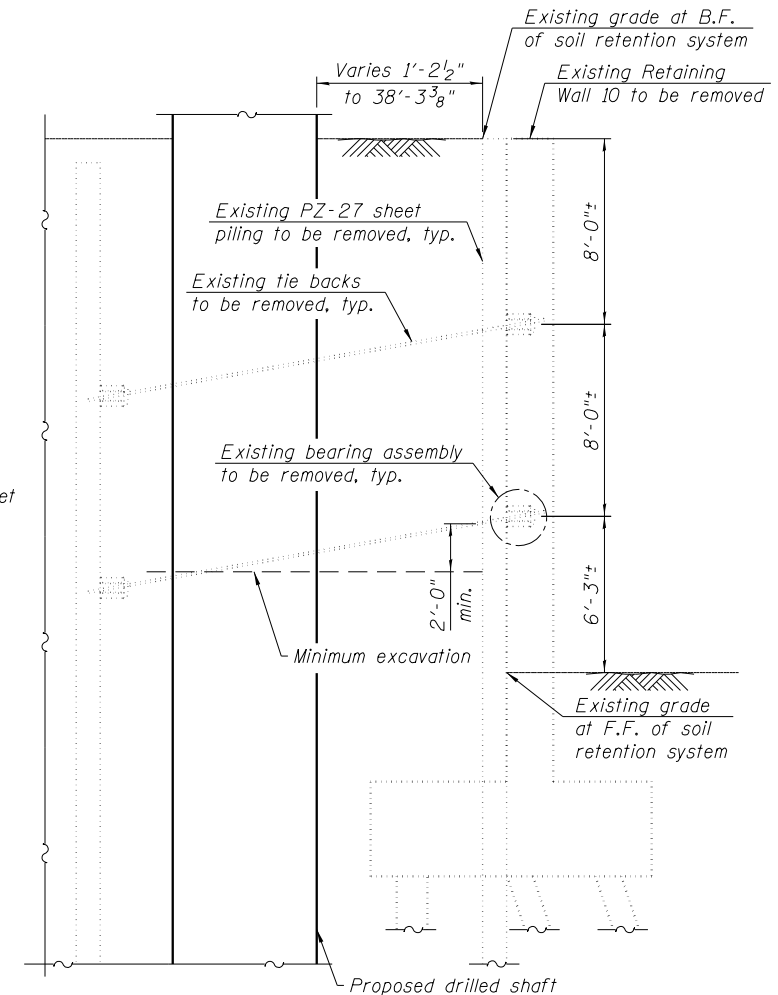 Existing grade at B.F.
of soil retention system
Varies 1'-2½"
to 38'-3⅜"
Existing Retaining
Wall 10 to be removed
8'-0"±
Existing PZ-27 sheet
piling to be removed, typ.
Existing tie backs
to be removed, typ.
8'-0"±
Existing bearing assembly
to be removed, typ.
et
2'-0"
min.
6'-3"±
Minimum excavation
Existing grade
at F.F. of soil
retention system
Proposed drilled shaft